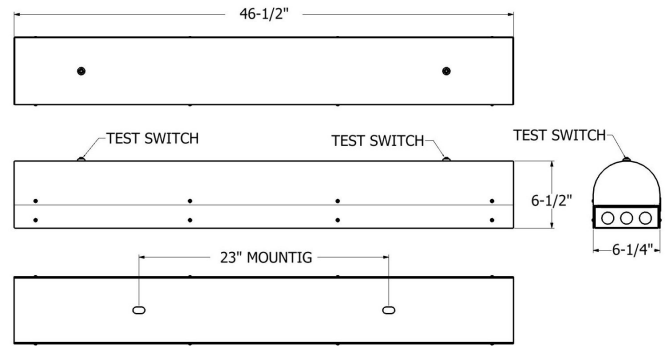 46-1/2"
TEST SWITCH
TEST SWITCH
TEST SWITCH
6-1/2"
6-1/4"
23" MOUNTIG